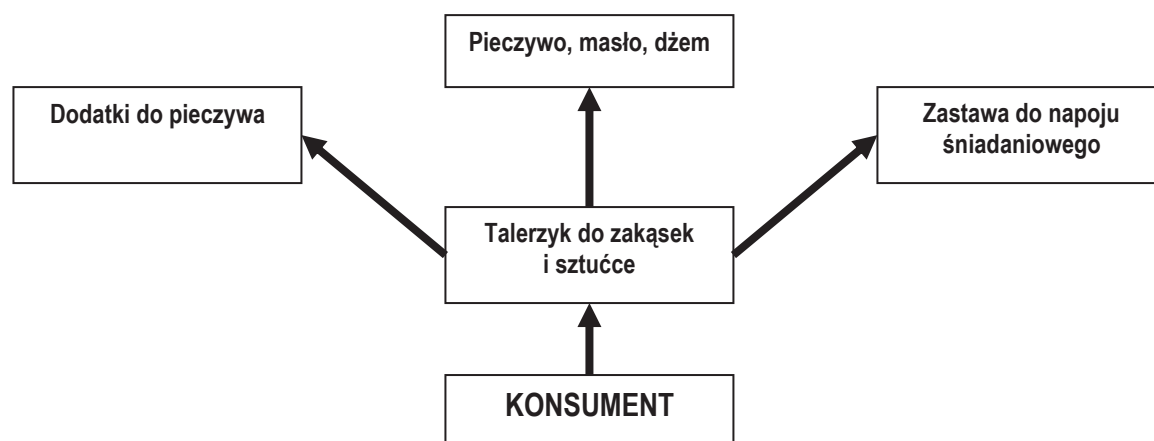 Pieczywo, masło, dżem
Dodatki do pieczywa
Zastawa do napoju
śniadaniowego
Talerzyk do zakąsek
i sztućce
KONSUMENT